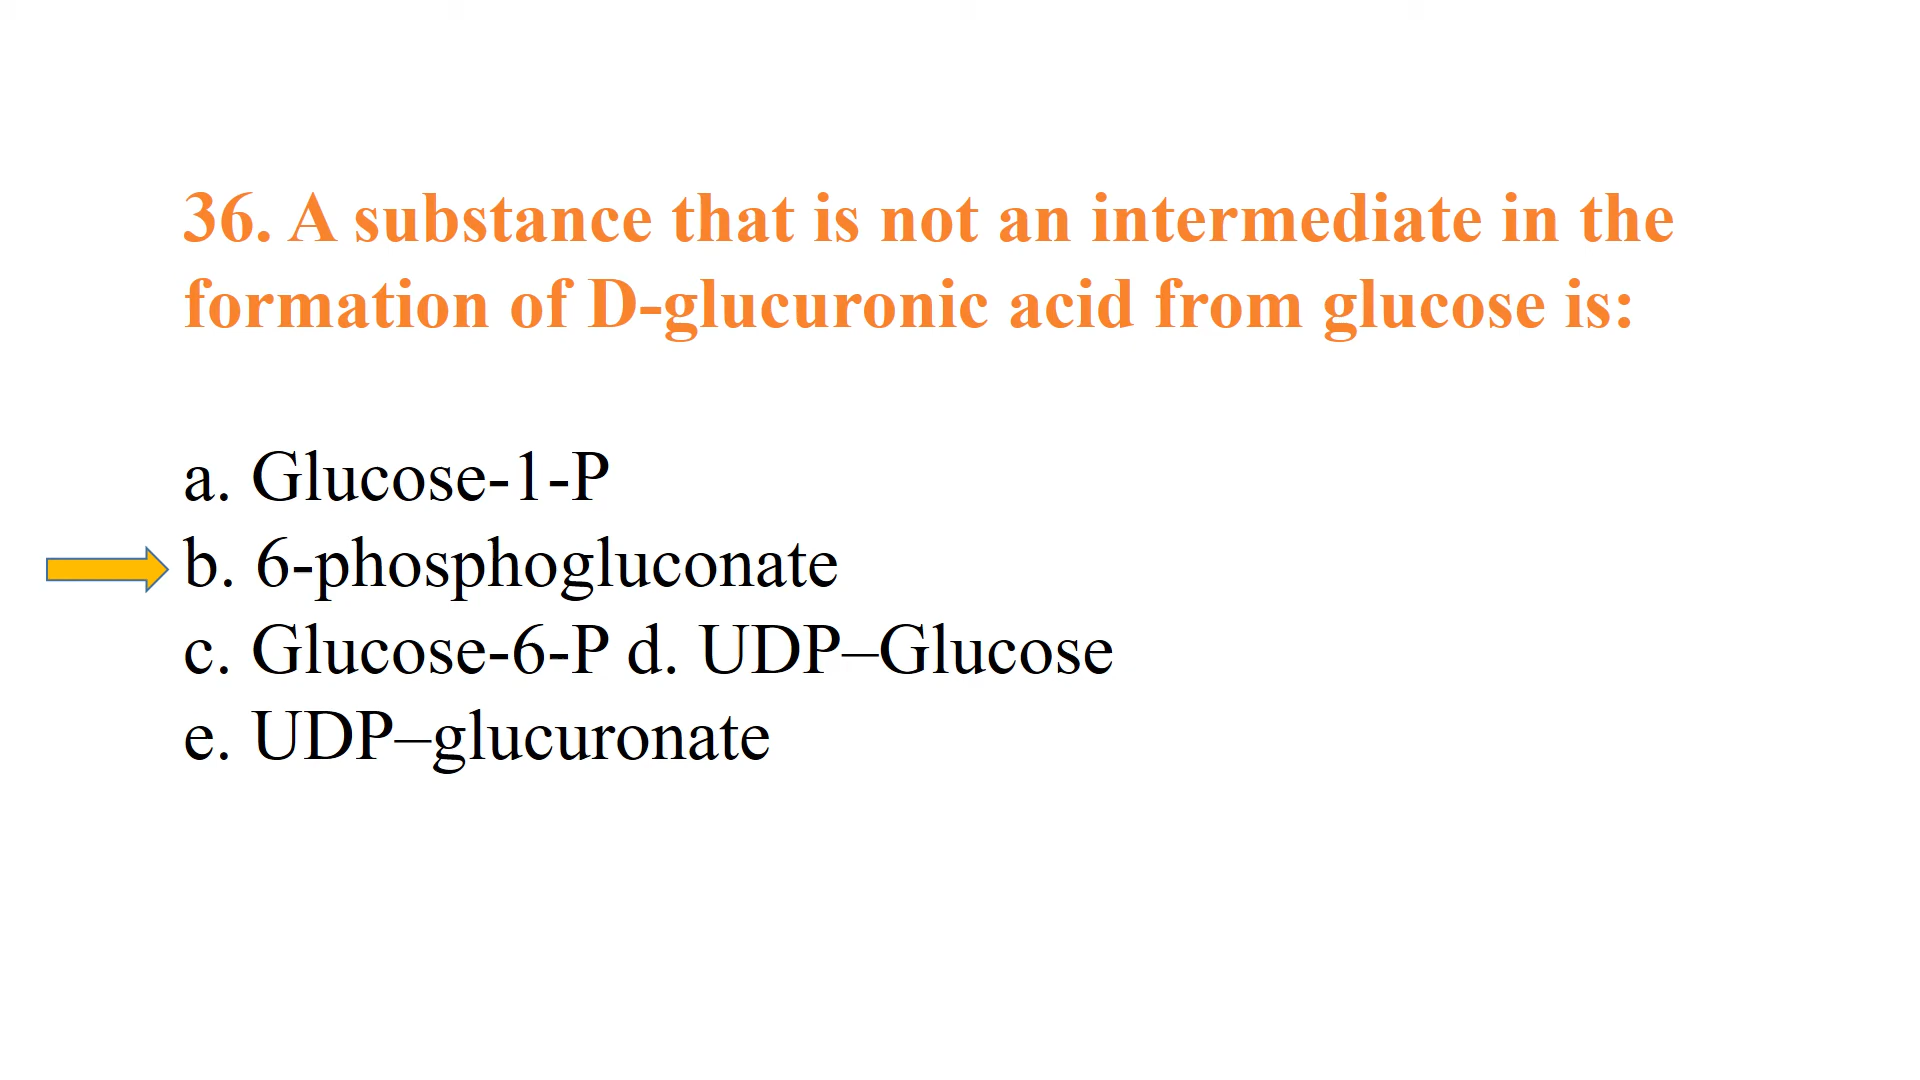 36. A substance that is not an intermediate in the
formation of D-glucuronic acid from glucose is:
a. Glucose-1-P
b. 6-phosphogluconate
c. Glucose-6-P d. UDP–Glucose
e. UDP–glucuronate